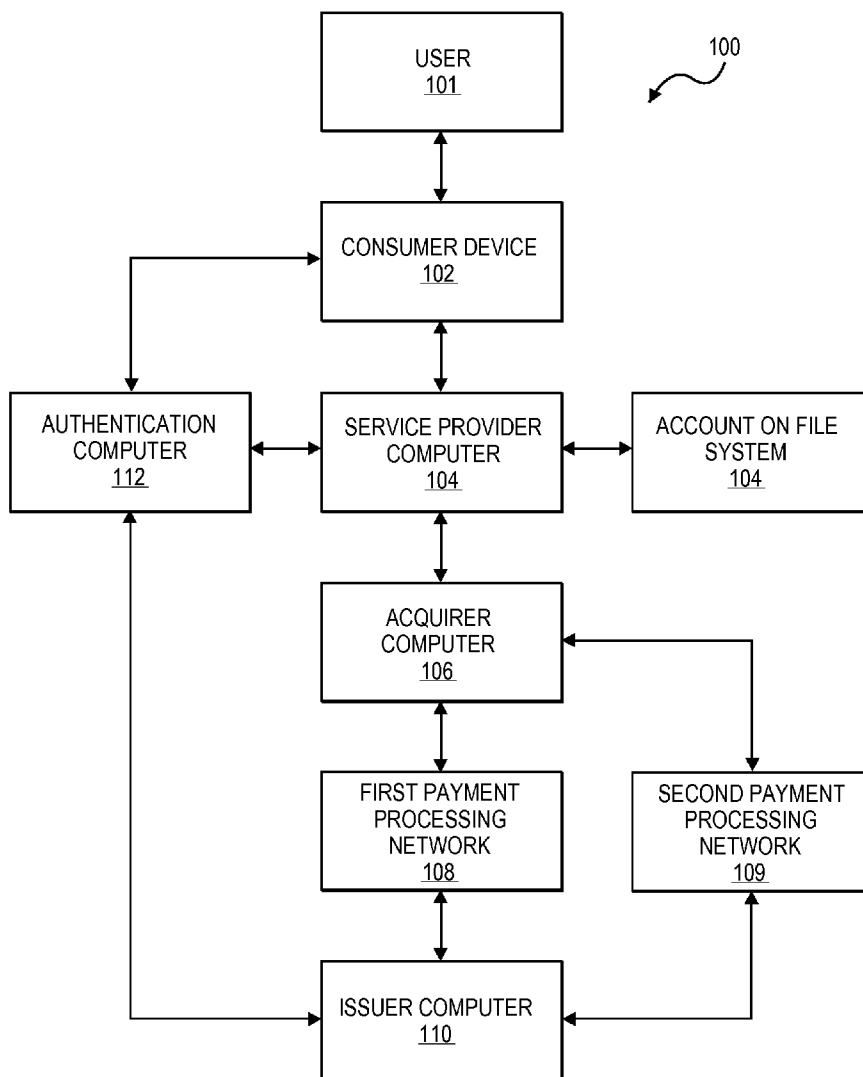 100
USER
101
CONSUMER DEVICE
102
AUTHENTICATION
COMPUTER
112
SERVICE PROVIDER
COMPUTER
104
ACCOUNT ON FILE
SYSTEM
104
ACQUIRER
COMPUTER
106
FIRST PAYMENT
PROCESSING
NETWORK
108
SECOND PAYMENT
PROCESSING
NETWORK
109
ISSUER COMPUTER
110